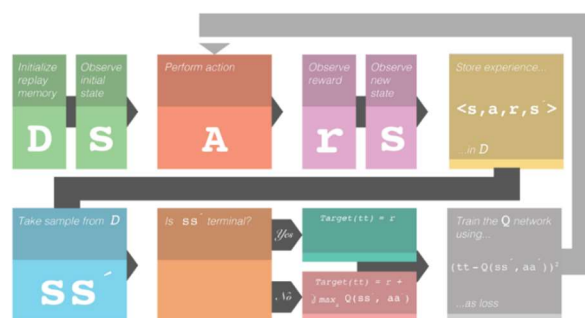 Initialize
replay
memory
D
Observe
initial
state
S
Perform action
A
Observe
reward
r
Observe
new
state
s
Store experience...
<s,a,r,s´>
...in D
Take sample from D
ss´
Is ss´ terminal?
Yes
No
Target(tt) = r
Target(tt) = r +
max Q(ss, aa)
Train the Q network
using...
(tt-Q(ss´,aa´))²
...as loss